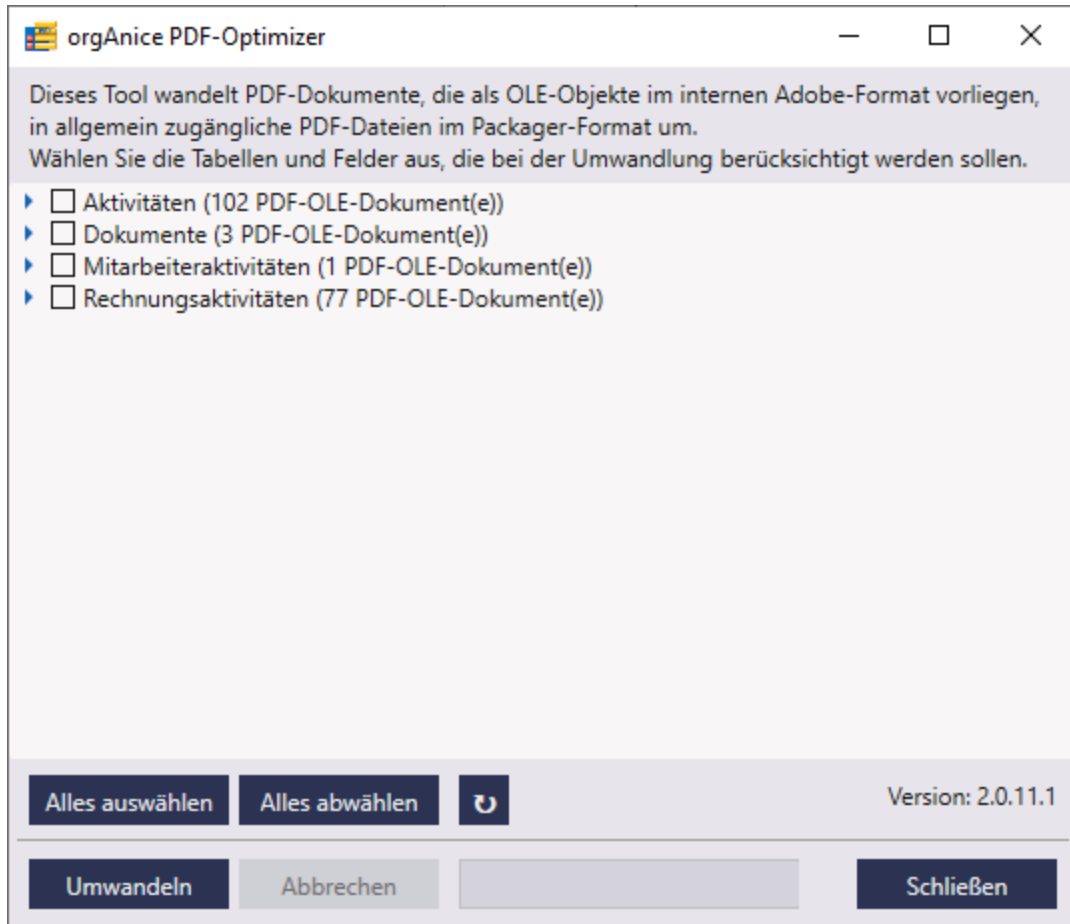 orgAnice PDF-Optimizer
Dieses Tool wandelt PDF-Dokumente, die als OLE-Objekte im internen Adobe-Format vorliegen,
in allgemein zugängliche PDF-Dateien im Packager-Format um.
Wählen Sie die Tabellen und Felder aus, die bei der Umwandlung berücksichtigt werden sollen.
Aktivitäten (102 PDF-OLE-Dokument(e))
Dokumente (3 PDF-OLE-Dokument(e))
Mitarbeiteraktivitäten (1 PDF-OLE-Dokument(e))
Rechnungsaktivitäten (77 PDF-OLE-Dokument(e))
Alles auswählen Alles abwählen Version: 2.0.11.1
Umwandeln Abbrechen Schließen